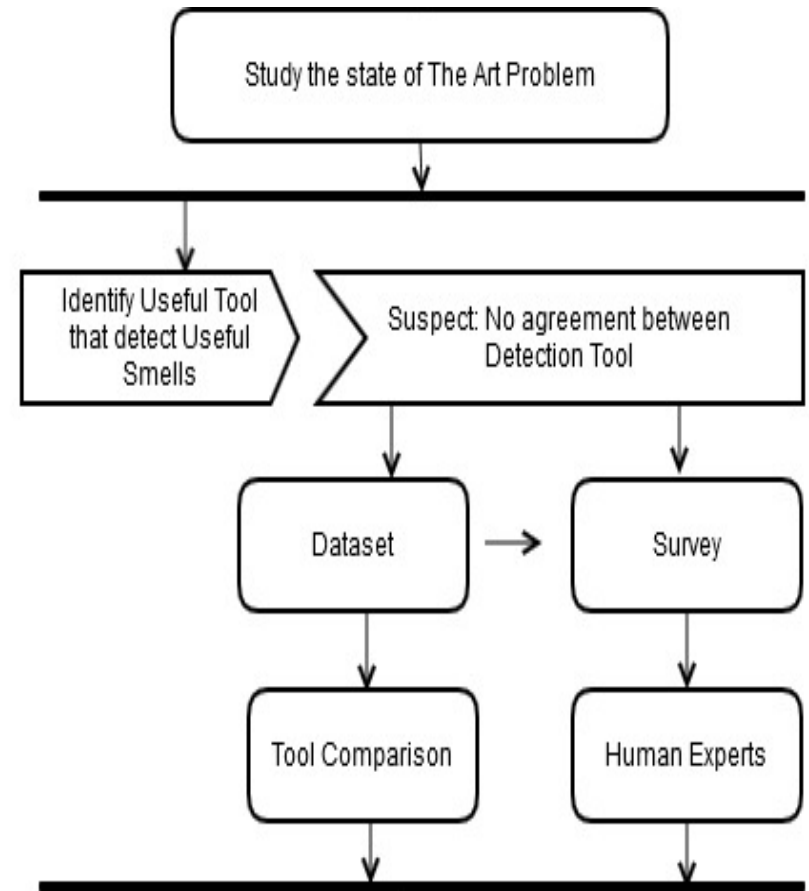 Study the state of The Art Problem
Identify Useful Tool
that detect Useful
Smells
Suspect: No agreement between
Detection Tool
Dataset
Survey
Tool Comparison
Human Experts